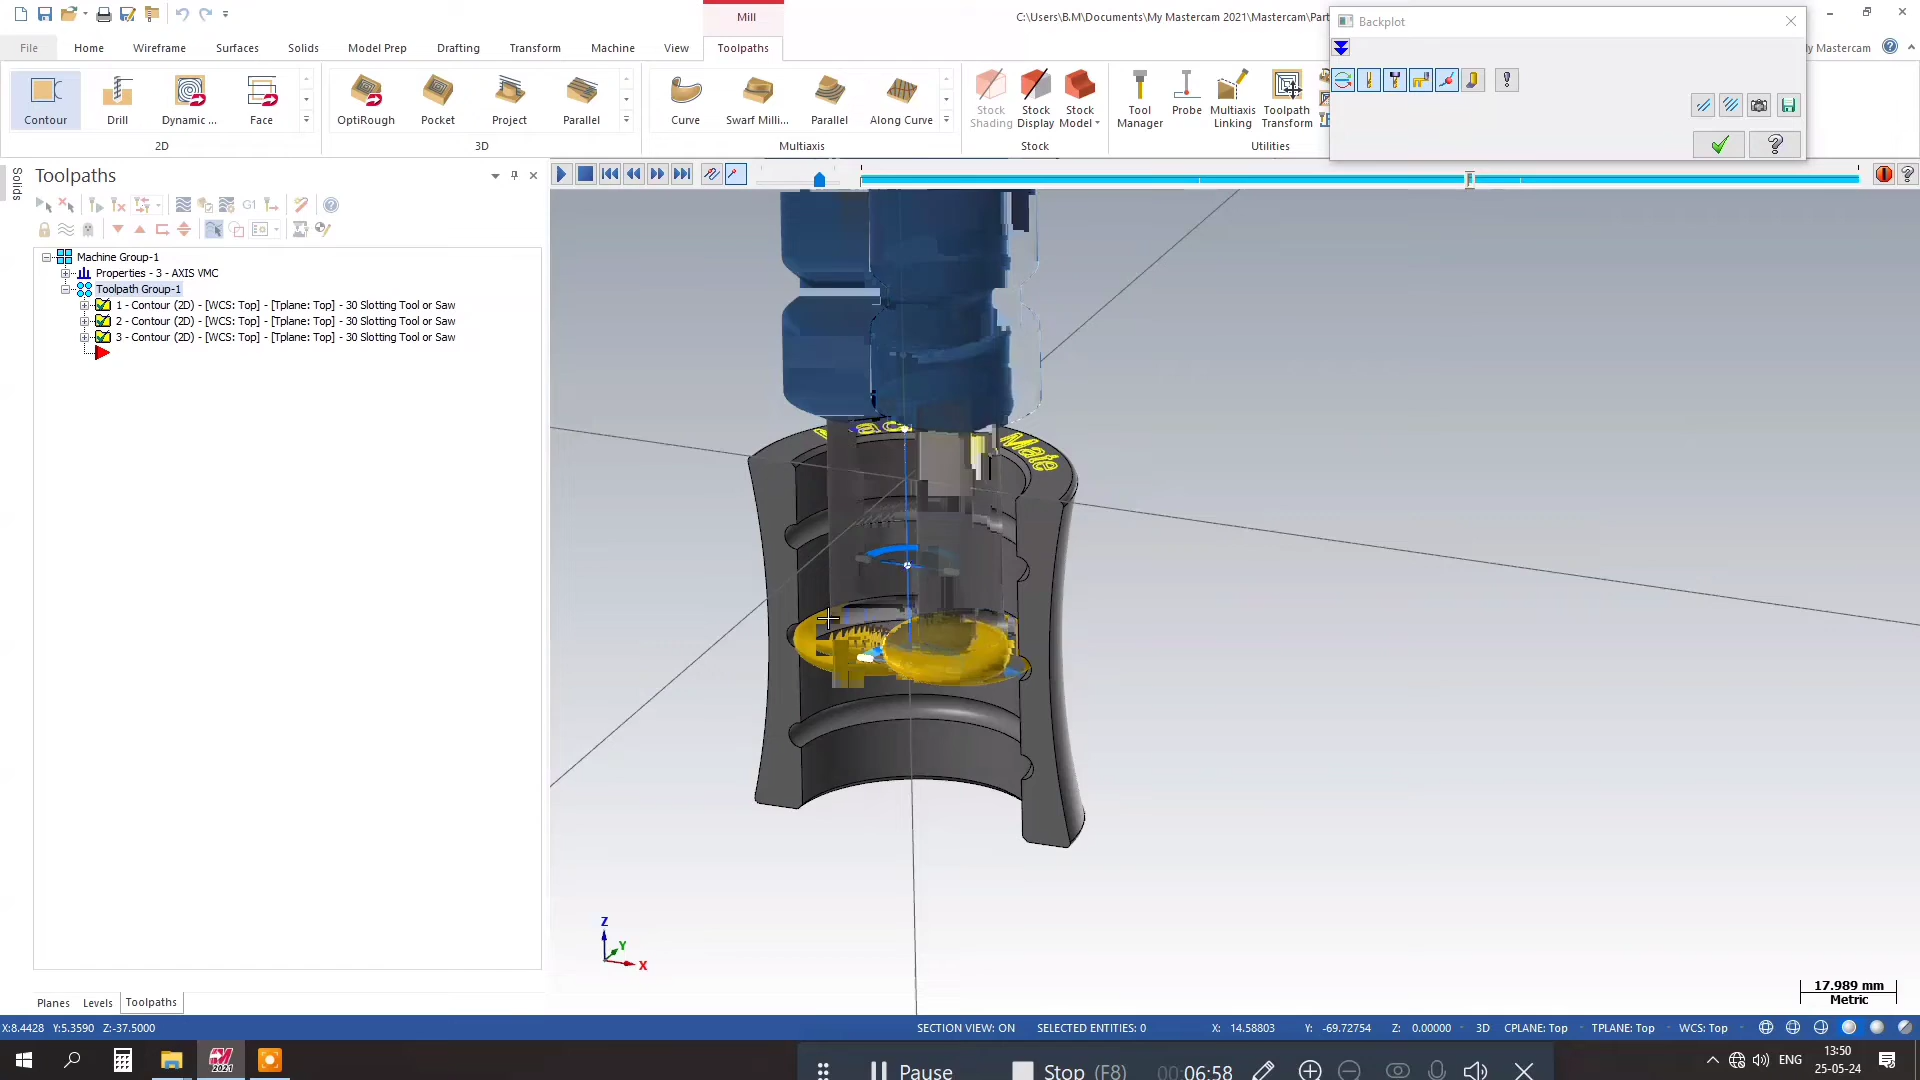 C:\Users\B.M\Documents\My Mastercam 2021\Mastercam\Part
Mill
Backplot
File
Home
Wireframe
Surfaces
Solids
Model Prep
Drafting
Transform
Machine
View
Toolpaths
ly Mastercam
Contour
Drill
Dynamic ...
Face
OptiRough
Pocket
Project
Parallel
Curve
Swarf Milli...
Parallel
Along Curve
Stock Shading
Stock Display
Stock Model
Tool Manager
Probe
Multiaxis Linking
Toolpath Transform
2D
3D
Multiaxis
Stock
Utilities
Solids
Toolpaths
G1
Machine Group-1
Properties - 3 - AXIS VMC
Toolpath Group-1
1 - Contour (2D) - [WCS: Top] - [Tplane: Top] - 30 Slotting Tool or Saw
2 - Contour (2D) - [WCS: Top] - [Tplane: Top] - 30 Slotting Tool or Saw
3 - Contour (2D) - [WCS: Top] - [Tplane: Top] - 30 Slotting Tool or Saw
Mate
Z
Y
X
17.989 mm
Metric
Planes
Levels
Toolpaths
X:8.4428 Y:5.3590 Z:-37.5000
SECTION VIEW: ON
SELECTED ENTITIES: 0
X: 14.58803
Y: -69.72754
Z: 0.00000
3D
CPLANE: Top
TPLANE: Top
WCS: Top
2021
Pause
Stop (F8)
00:06:58
ENG
13:50
25-05-24